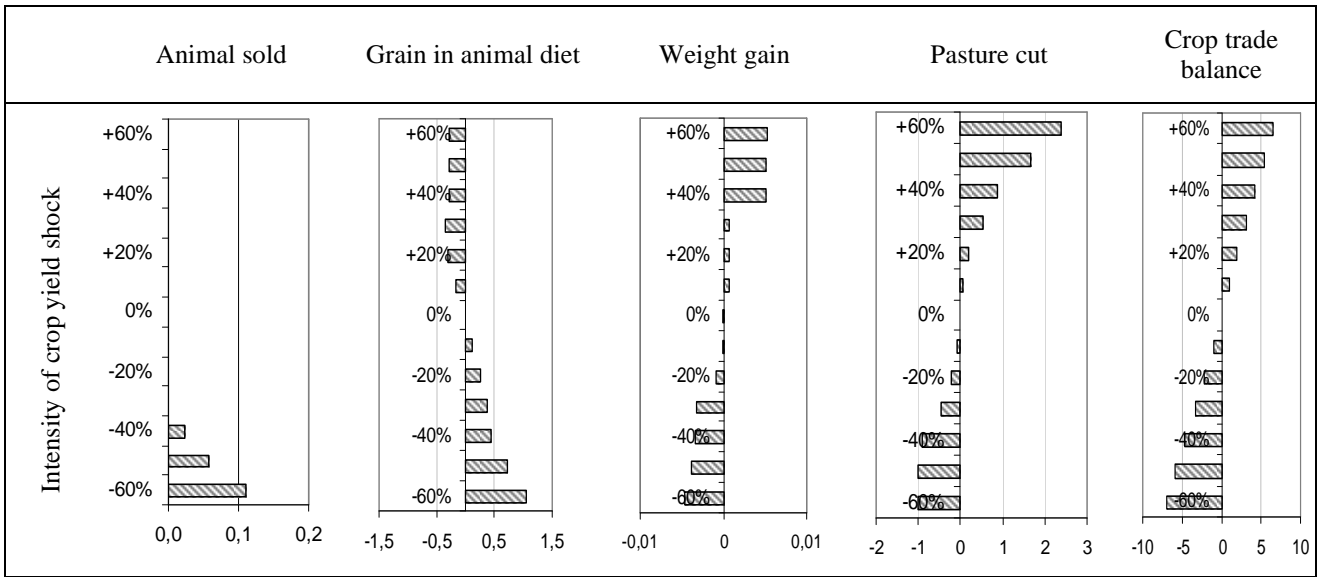 Animal sold
Grain in animal diet
Weight gain
Pasture cut
Crop trade
balance
Intensity of crop yield shock
+60%
+40%
+20%
0%
-20%
-40%
-60%
0,0 0,1 0,2
+60%
+40%
+20%
0%
-20%
-40%
-60%
-1,5 -0,5 0,5 1,5
+60%
+40%
+20%
0%
-20%
-40%
-60%
-0,01 0 0,01
+60%
+40%
+20%
0%
-20%
-40%
-60%
-2 -1 0 1 2 3
+60%
+40%
+20%
0%
-20%
-40%
-60%
-10 -5 0 5 10